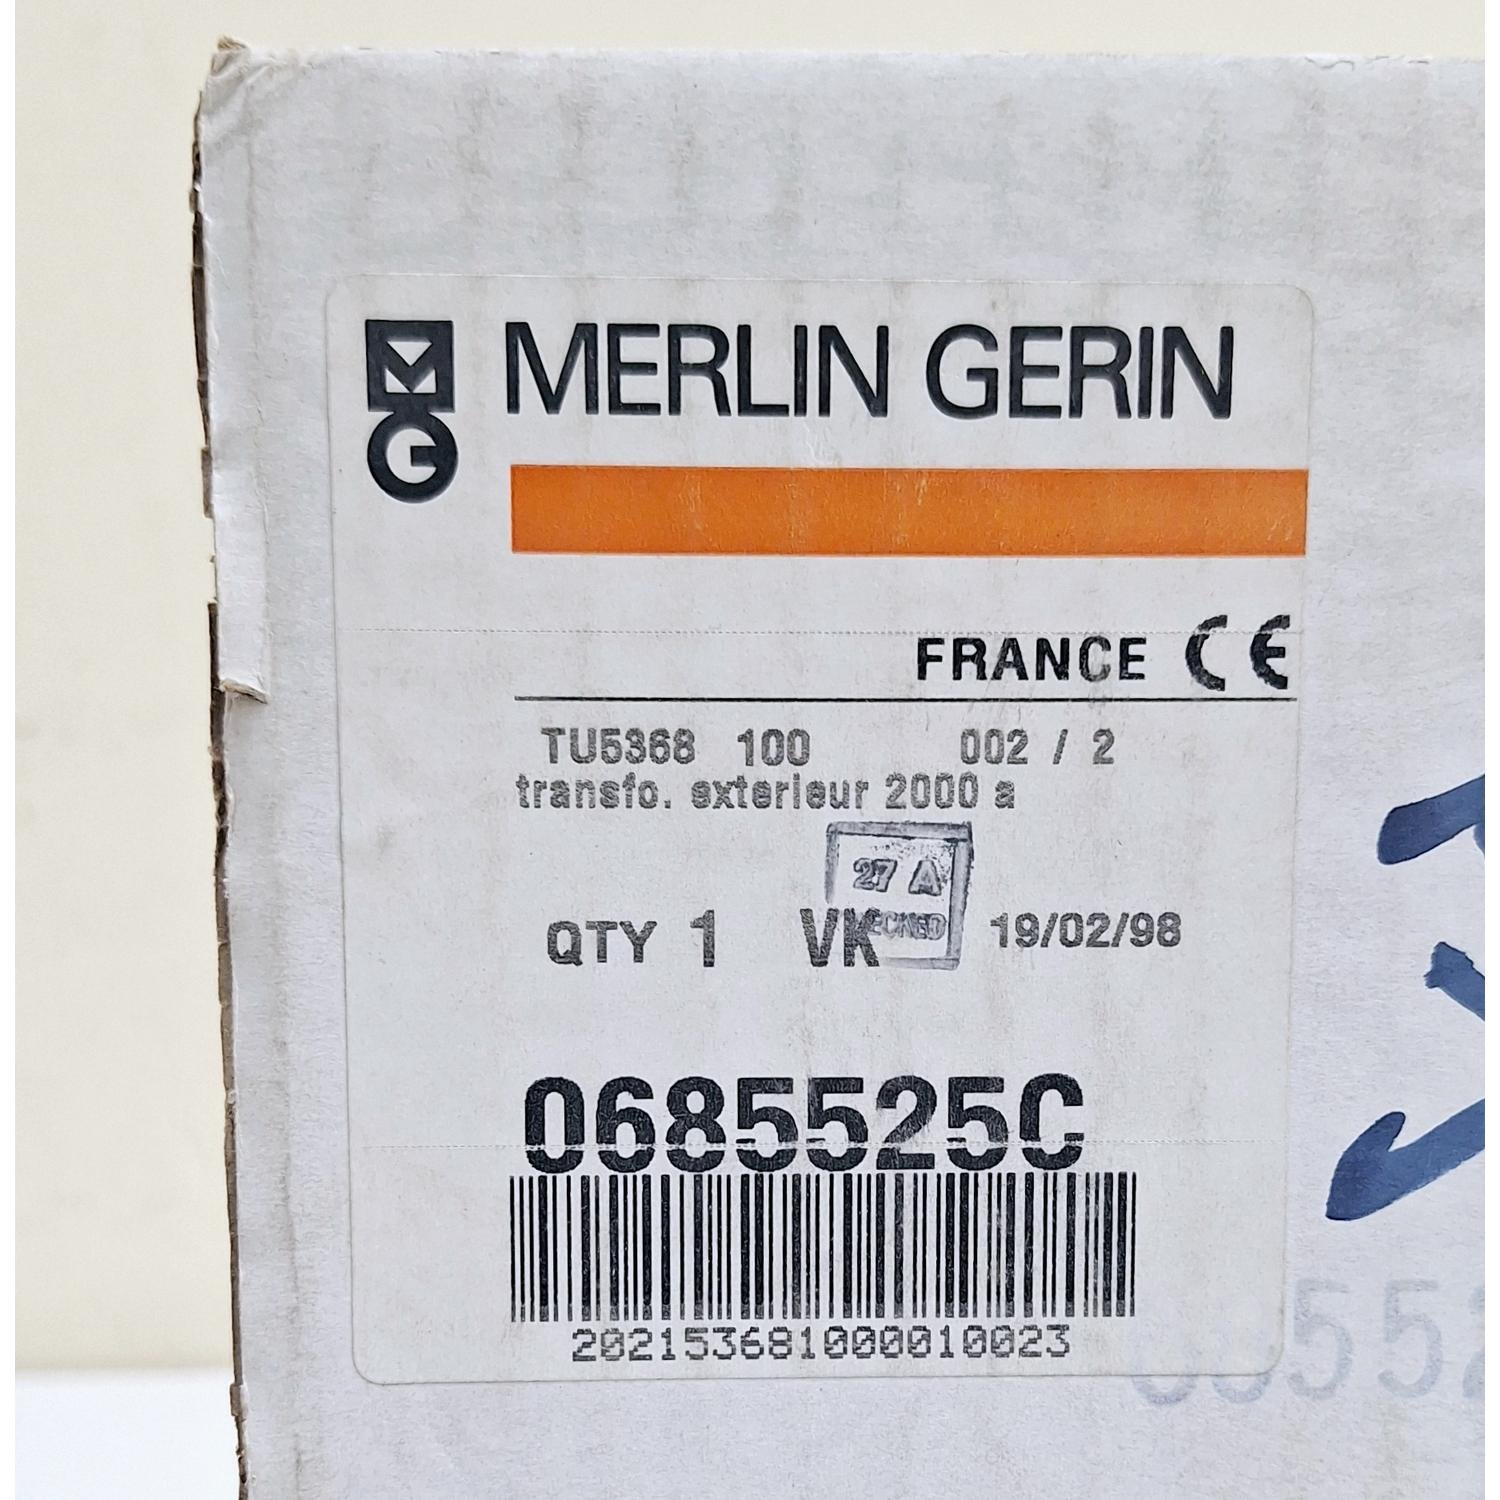 MG
MERLIN GERIN
FRANCE CE
TU5368 100 002 / 2
transfo. exterieur 2000 a
27 A
QTY 1 VK 19/02/98
0685525C
2021536810000010023